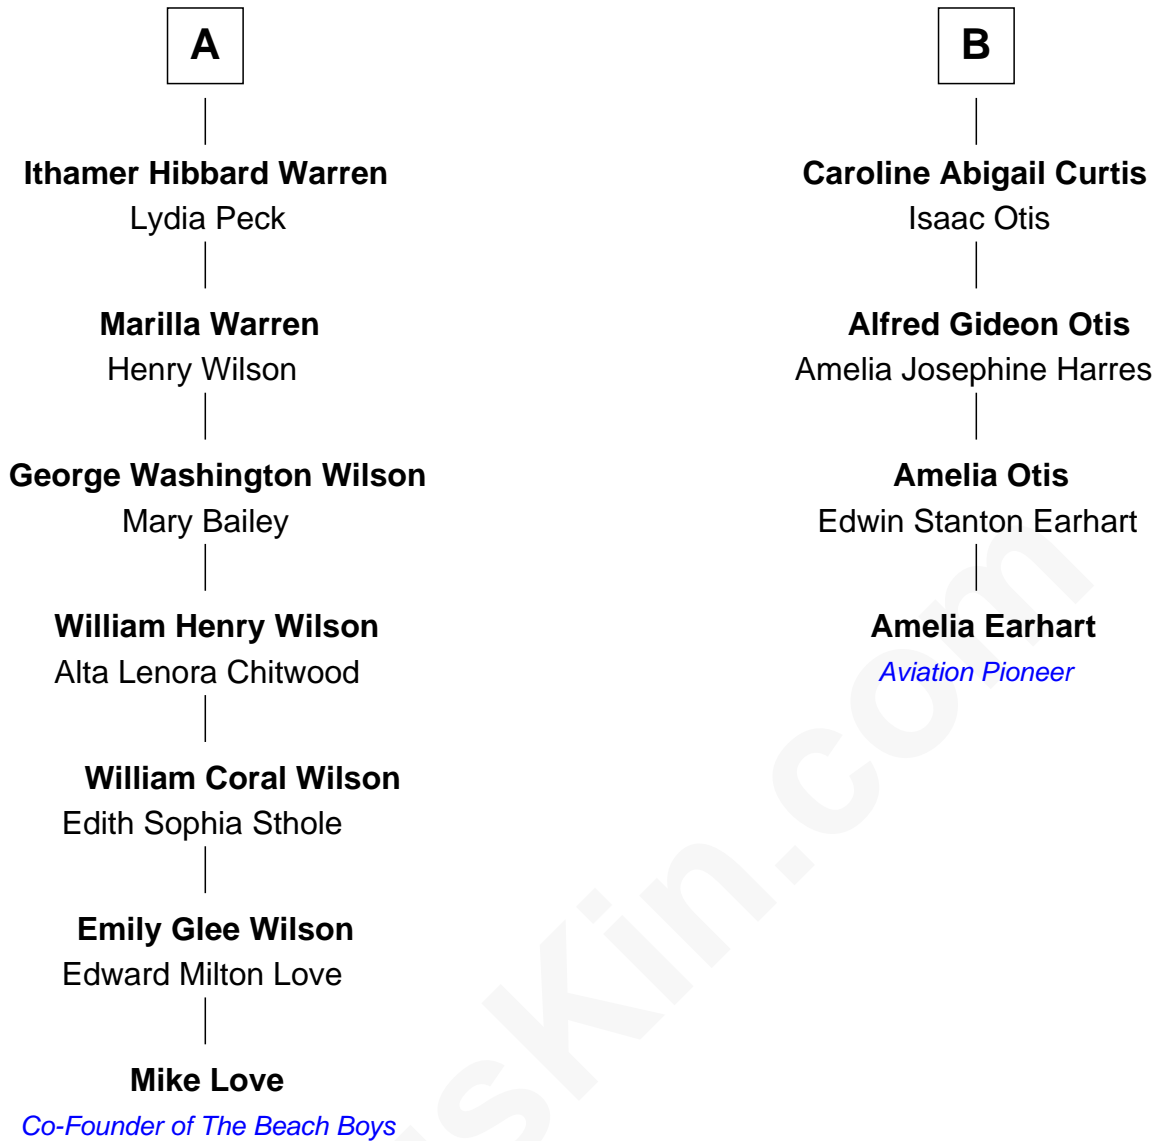 A
Ithamer Hibbard Warren
Lydia Peck
Marilla Warren
Henry Wilson
George Washington Wilson
Mary Bailey
William Henry Wilson
Alta Lenora Chitwood
William Coral Wilson
Edith Sophia Sthole
Emily Glee Wilson
Edward Milton Love
Mike Love
Co-Founder of The Beach Boys
B
Caroline Abigail Curtis
Isaac Otis
Alfred Gideon Otis
Amelia Josephine Harres
Amelia Otis
Edwin Stanton Earhart
Amelia Earhart
Aviation Pioneer
sKin.com